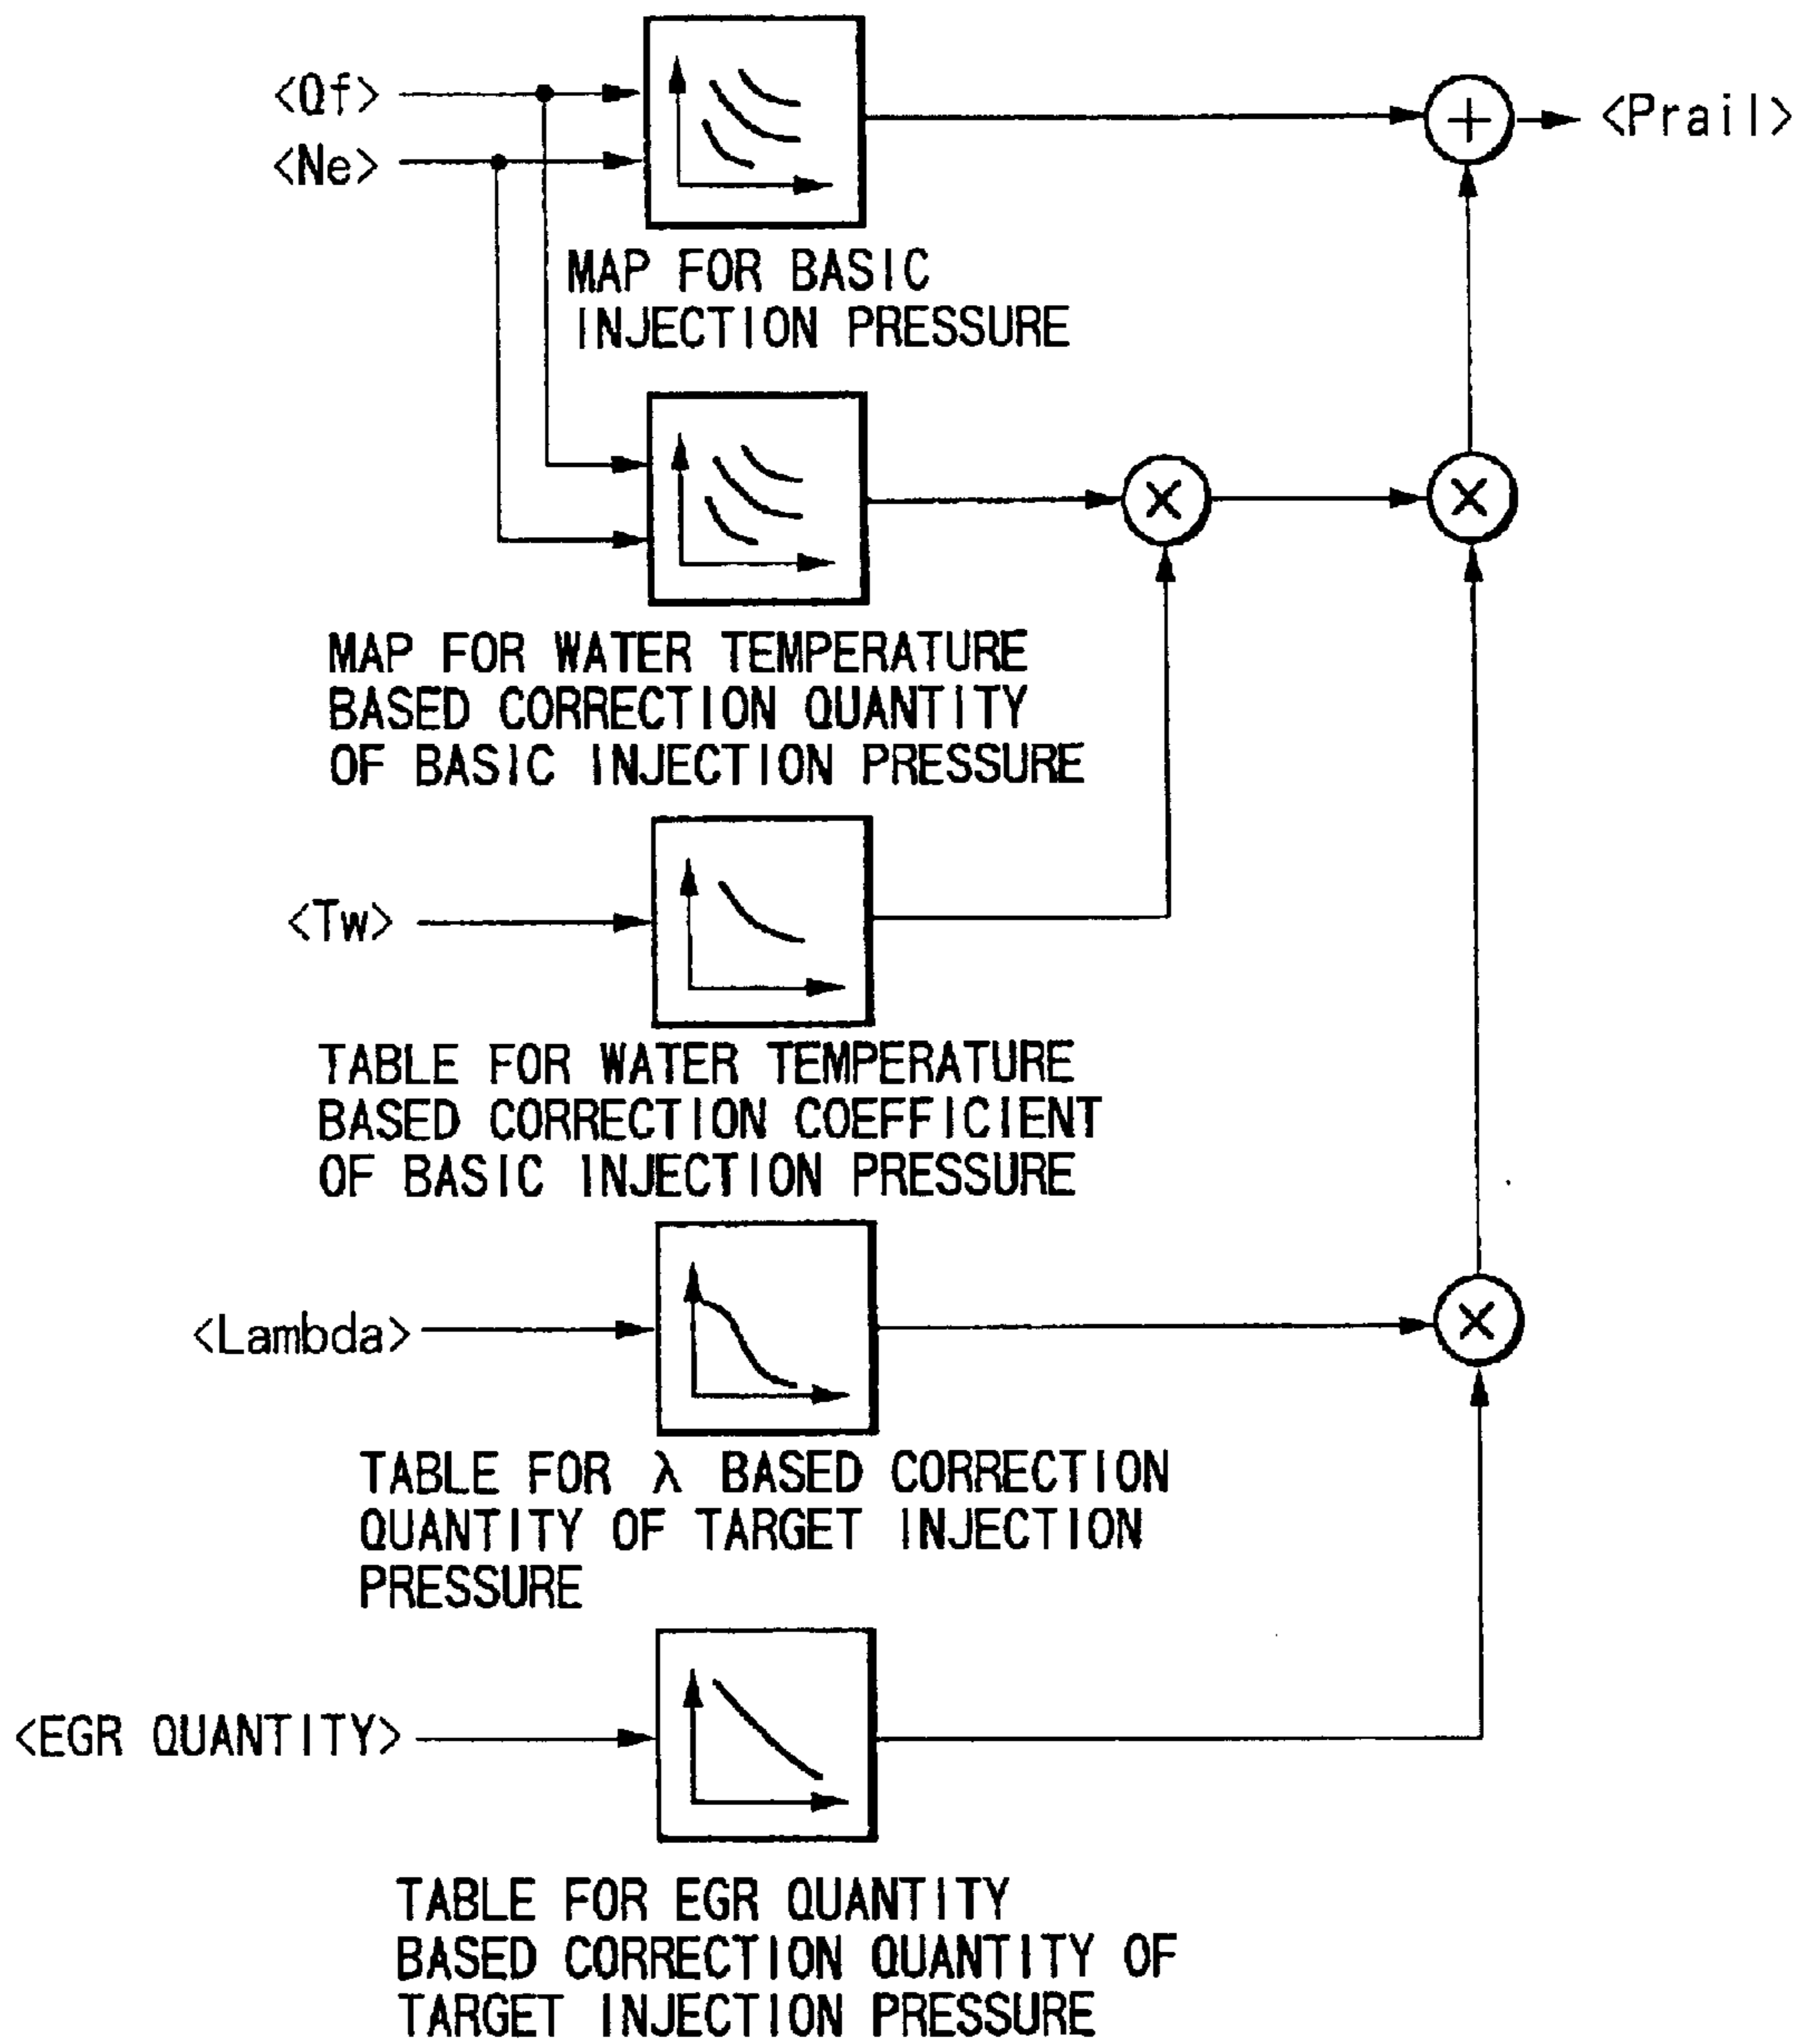 <Qf>
<Ne>
<Prail>
+
MAP FOR BASIC
INJECTION PRESSURE
×
×
MAP FOR WATER TEMPERATURE
BASED CORRECTION QUANTITY
OF BASIC INJECTION PRESSURE
<Tw>
TABLE FOR WATER TEMPERATURE
BASED CORRECTION COEFFICIENT
OF BASIC INJECTION PRESSURE
<Lambda>
×
TABLE FOR λ BASED CORRECTION
QUANTITY OF TARGET INJECTION
PRESSURE
<EGR QUANTITY>
TABLE FOR EGR QUANTITY
BASED CORRECTION QUANTITY OF
TARGET INJECTION PRESSURE